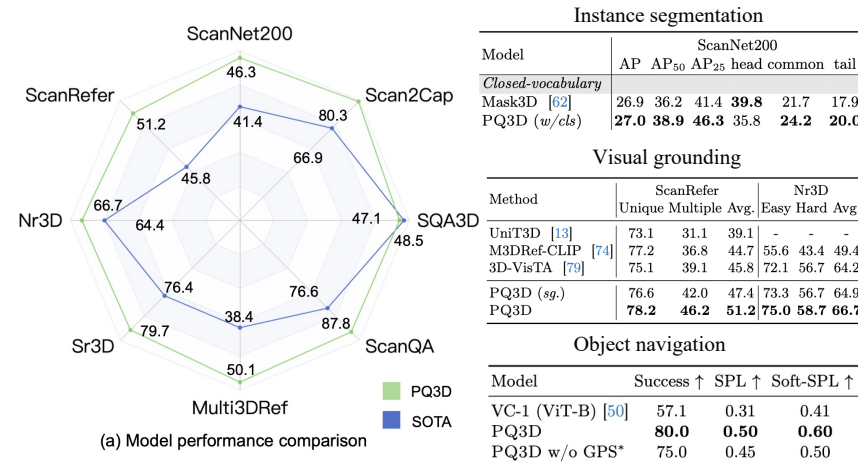 ScanNet200
46.3
ScanRefer
Scan2Cap
51.2
41.4
80.3
45.8
66.9
Nr3D
66.7
64.4
47.1
SQA3D
48.5
76.4
38.4
76.6
87.8
Sr3D
79.7
50.1
ScanQA
Multi3DRef
PQ3D
SOTA
(a) Model performance comparison
Instance segmentation
Model ScanNet200
AP AP50 AP25 head common tail
Closed-vocabulary
Mask3D [62] 26.9 36.2 41.4 39.8 21.7 17.9
PQ3D (w/cls) 27.0 38.9 46.3 35.8 24.2 20.0
Visual grounding
Method ScanRefer Nr3D
Unique Multiple Avg. Easy Hard Avg
UniT3D [13] 73.1 31.1 39.1 - - -
M3DRef-CLIP [74] 77.2 36.8 44.7 55.6 43.4 49.4
3D-VisTA [79] 75.1 39.1 45.8 72.1 56.7 64.2
PQ3D (sg.) 76.6 42.0 47.4 73.3 56.7 64.9
PQ3D 78.2 46.2 51.2 75.0 58.7 66.7
Object navigation
Model Success ↑ SPL ↑ Soft-SPL ↑
VC-1 (ViT-B) [50] 57.1 0.31 0.41
PQ3D 80.0 0.50 0.60
PQ3D w/o GPS* 75.0 0.45 0.50